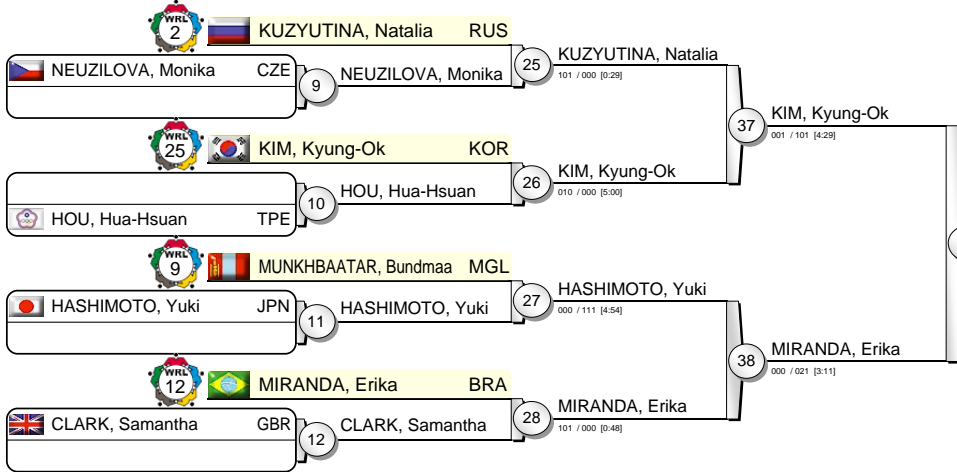 WRL
2
KUZYUTINA, Natalia RUS
NEUZILOVA, Monika CZE
9
NEUZILOVA, Monika
25
KUZYUTINA, Natalia
101 / 000 [0:29]
WRL
25
KIM, Kyung-Ok KOR
HOU, Hua-Hsuan TPE
10
HOU, Hua-Hsuan
26
KIM, Kyung-Ok
010 / 000 [5:00]
37
KIM, Kyung-Ok
001 / 101 [4:29]
WRL
9
MUNKHBAATAR, Bundmaa MGL
HASHIMOTO, Yuki JPN
11
HASHIMOTO, Yuki
27
HASHIMOTO, Yuki
000 / 111 [4:54]
WRL
12
MIRANDA, Erika BRA
CLARK, Samantha GBR
12
CLARK, Samantha
28
MIRANDA, Erika
101 / 000 [0:48]
38
MIRANDA, Erika
000 / 021 [3:11]